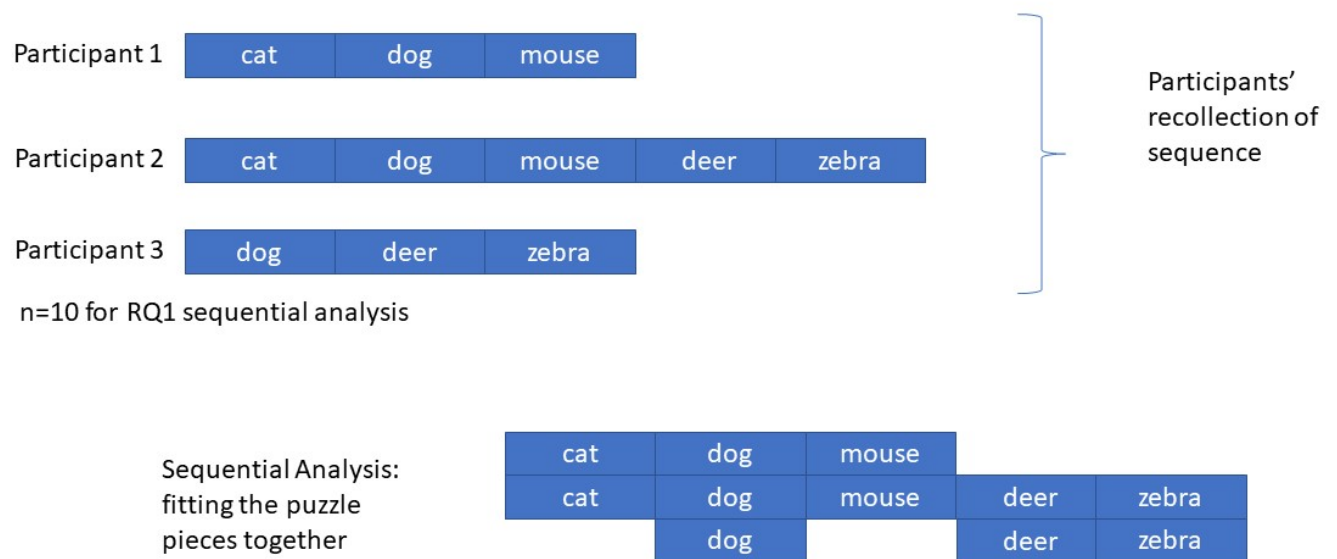 Participant 1 cat dog mouse
Participants’
recollection of
sequence
Participant 2 cat dog mouse deer zebra
Participant 3 dog deer zebra
n=10 for RQ1 sequential analysis
Sequential Analysis:
fitting the puzzle
pieces together
cat dog mouse
cat dog mouse deer zebra
dog deer zebra